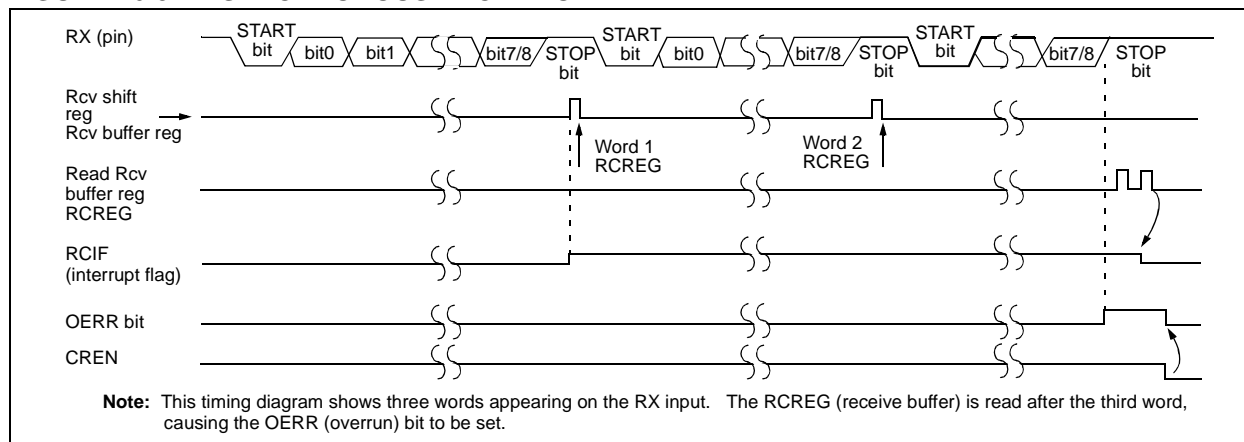 RX (pin)
START
bit
bit0
bit1
bit7/8
STOP
bit
START
bit
bit0
bit7/8
STOP
bit
START
bit
bit7/8
STOP
bit
Rcv shift
reg
Rcv buffer reg
Word 1
RCREG
Word 2
RCREG
Read Rcv
buffer reg
RCREG
RCIF
(interrupt flag)
OERR bit
CREN
Note: This timing diagram shows three words appearing on the RX input. The RCREG (receive buffer) is read after the third word,
causing the OERR (overrun) bit to be set.